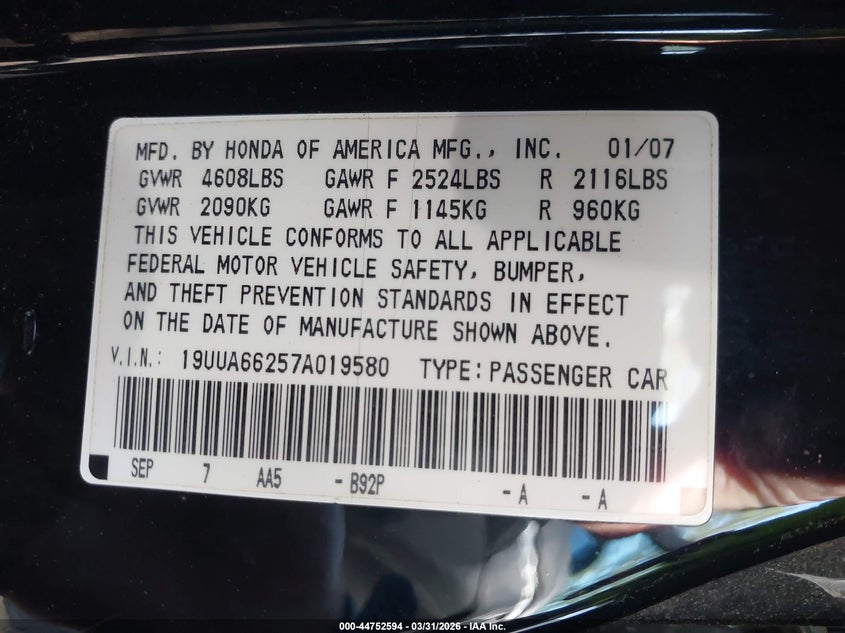 MFD. BY HONDA OF AMERICA MFG., INC. 01/07
GVWR 4608LBS GAWR F 2524LBS R 2116LBS
GVWR 2090KG GAWR F 1145KG R 960KG
THIS VEHICLE CONFORMS TO ALL APPLICABLE
FEDERAL MOTOR VEHICLE SAFETY, BUMPER,
AND THEFT PREVENTION STANDARDS IN EFFECT
ON THE DATE OF MANUFACTURE SHOWN ABOVE.
V.I.N.: 19UUA66257A019580 TYPE: PASSENGER CAR
SEP 7 AA5 - B92P - A - A
000-44752594 - 03/31/2026 - IAA Inc.